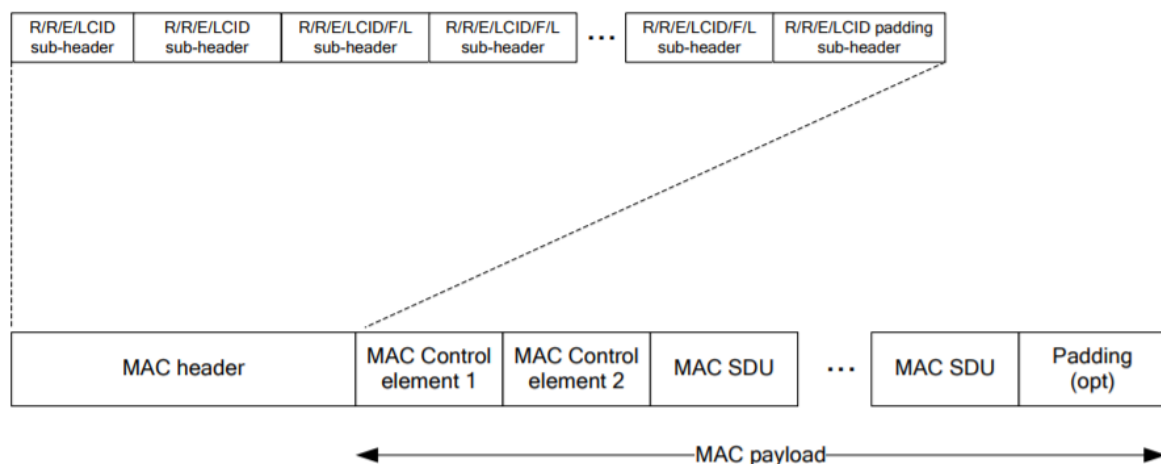 R/R/E/LCID
sub-header
R/R/E/LCID
sub-header
R/R/E/LCID/F/L
sub-header
R/R/E/LCID/F/L
sub-header
...
R/R/E/LCID/F/L
sub-header
R/R/E/LCID padding
sub-header
MAC header
MAC Control
element 1
MAC Control
element 2
MAC SDU
...
MAC SDU
Padding
(opt)
MAC payload